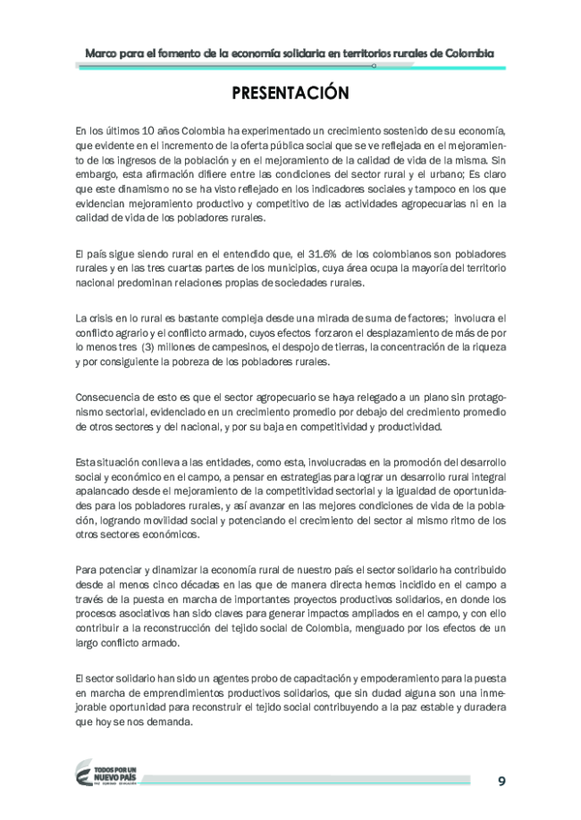 Marco para el fomento de la economía solidaria en territorios rurales de Colombia
PRESENTACIÓN
En los últimos 10 años Colombia ha experimentado un crecimiento sostenido de su economía,
que evidente en el incremento de la oferta pública social que se ve reflejada en el mejoramien-
to de los ingresos de la población y en el mejoramiento de la calidad de vida de la misma. Sin
embargo, esta afirmación difiere entre las condiciones del sector rural y el urbano; Es claro
que este dinamismo no se ha visto reflejado en los indicadores sociales y tampoco en los que
evidencian mejoramiento productivo y competitivo de las actividades agropecuarias ni en la
calidad de vida de los pobladores rurales.
El país sigue siendo rural en el entendido que, el 31.6% de los colombianos son pobladores
rurales y en las tres cuartas partes de los municipios, cuya área ocupa la mayoría del territorio
nacional predominan relaciones propias de sociedades rurales.
La crisis en lo rural es bastante compleja desde una mirada de suma de factores; involucra el
conflicto agrario y el conflicto armado, cuyos efectos forzaron el desplazamiento de más de por
lo menos tres (3) millones de campesinos, el despojo de tierras, la concentración de la riqueza
y por consiguiente la pobreza de los pobladores rurales.
Consecuencia de esto es que el sector agropecuario se haya relegado a un plano sin protago-
nismo sectorial, evidenciado en un crecimiento promedio por debajo del crecimiento promedio
de otros sectores y del nacional, y por su baja en competitividad y productividad.
Esta situación conlleva a las entidades, como esta, involucradas en la promoción del desarrollo
social y económico en el campo, a pensar en estrategias para lograr un desarrollo rural integral
apalancado desde el mejoramiento de la competitividad sectorial y la igualdad de oportunida-
des para los pobladores rurales, y así avanzar en las mejores condiciones de vida de la pobla-
ción, logrando movilidad social y potenciando el crecimiento del sector al mismo ritmo de los
otros sectores económicos.
Para potenciar y dinamizar la economía rural de nuestro país el sector solidario ha contribuido
desde al menos cinco décadas en las que de manera directa hemos incidido en el campo a
través de la puesta en marcha de importantes proyectos productivos solidarios, en donde los
procesos asociativos han sido claves para generar impactos ampliados en el campo, y con ello
contribuir a la reconstrucción del tejido social de Colombia, menguado por los efectos de un
largo conflicto armado.
El sector solidario han sido un agentes probo de capacitación y empoderamiento para la puesta
en marcha de emprendimientos productivos solidarios, que sin dudad alguna son una inme-
jorable oportunidad para reconstruir el tejido social contribuyendo a la paz estable y duradera
que hoy se nos demanda.
TODOS POR UN
NUEVO PAÍS
9